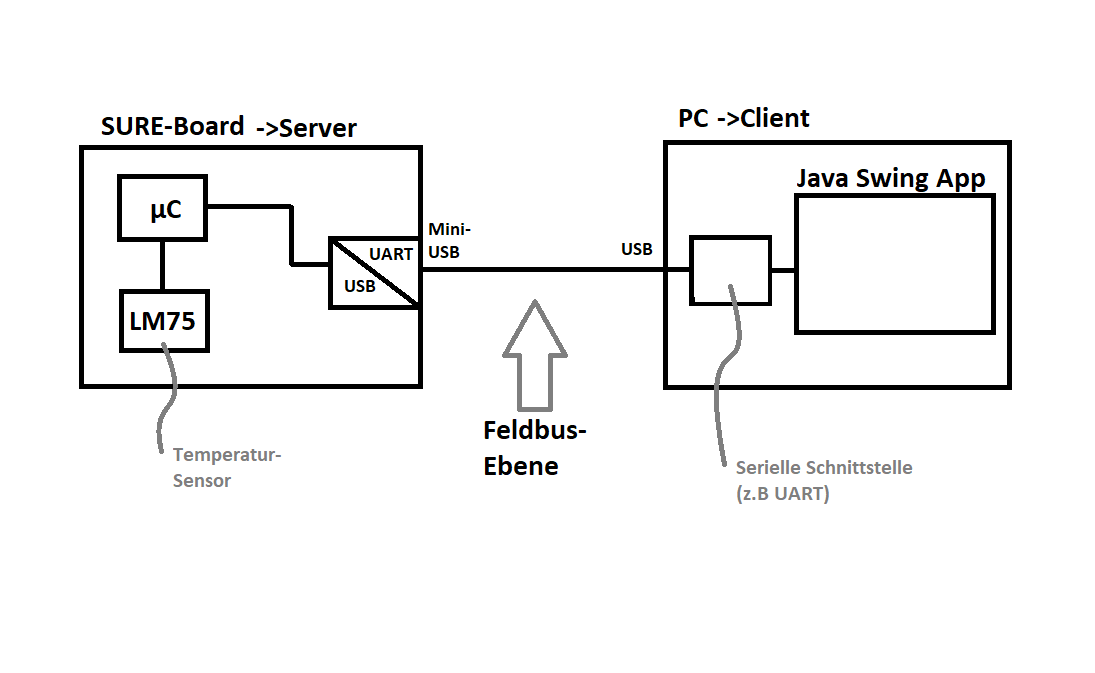 SURE-Board ->Server
PC ->Client
µC
LM75
UART
USB
Mini-
USB
USB
Java Swing App
Feldbus-
Ebene
Temperatur-
Sensor
Serielle Schnittstelle
(z.B UART)